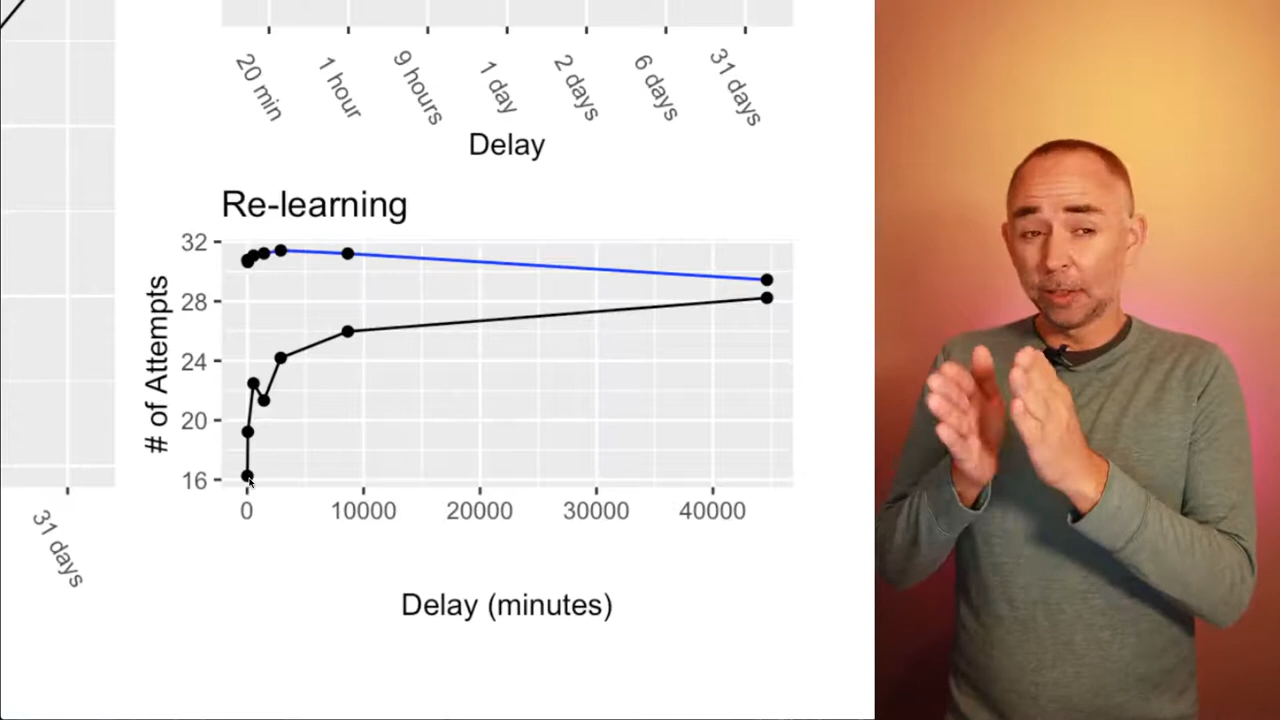 20 min
1 hour
9 hours
1 day
2 days
6 days
31 days
Delay
Re-learning
# of Attempts
32
28
24
20
16
0 10000 20000 30000 40000
Delay (minutes)
31 days